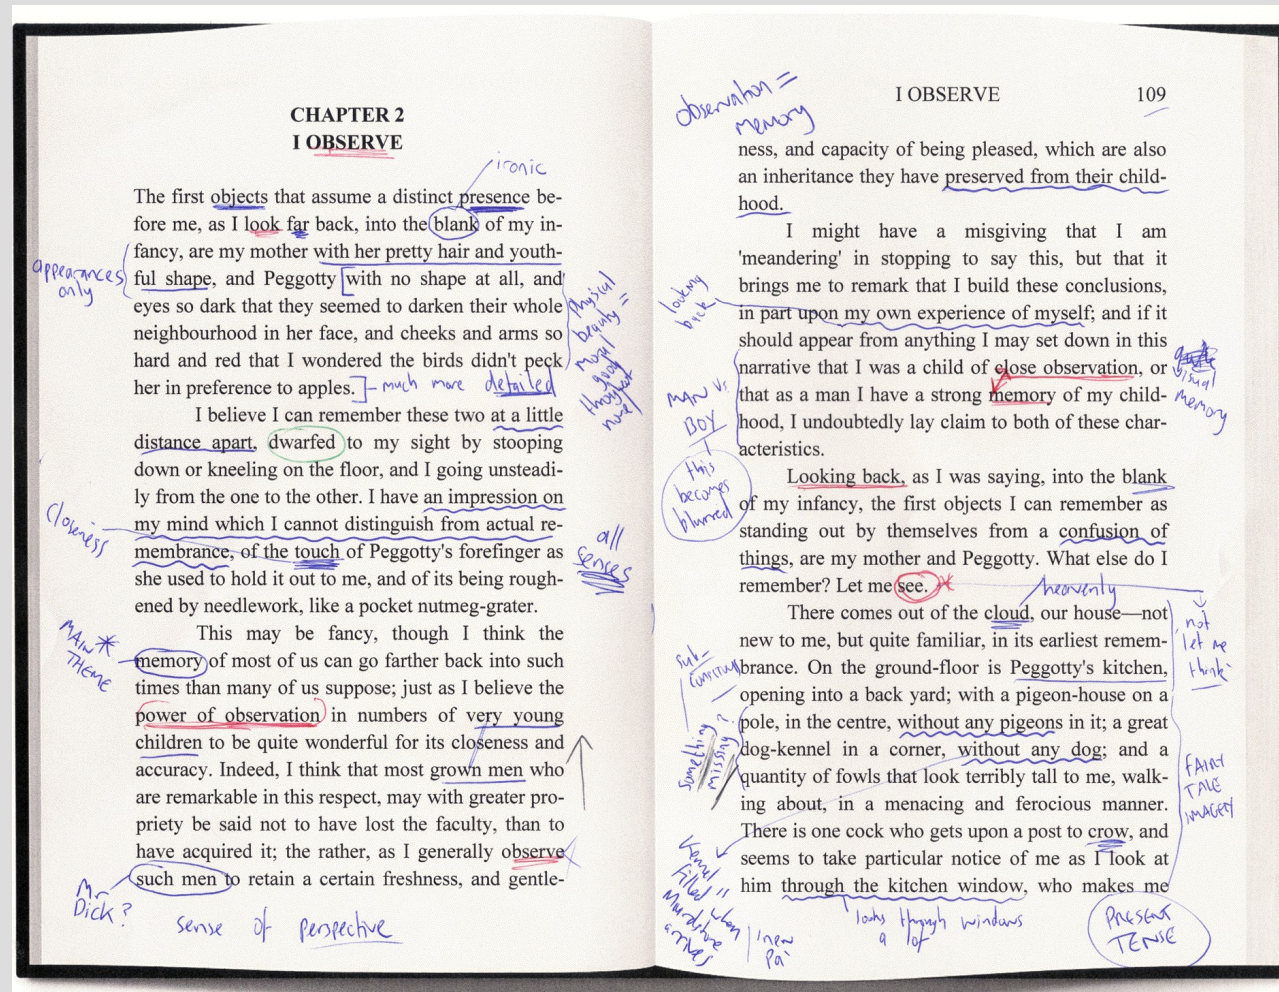 CHAPTER 2
I OBSERVE
ironic
The first objects that assume a distinct presence be-
fore me, as I look far back, into the blank of my in-
fancy, are my mother with her pretty hair and youth-
ful shape, and Peggotty with no shape at all, and
eyes so dark that they seemed to darken their whole
neighbourhood in her face, and cheeks and arms so
hard and red that I wondered the birds didn't peck
her in preference to apples.
much more detailed
appearances
only
physical
beauty =
moral
good
throughout
novel
I believe I can remember these two at a little
distance apart, dwarfed to my sight by stooping
down or kneeling on the floor, and I going unsteadi-
ly from the one to the other. I have an impression on
my mind which I cannot distinguish from actual re-
membrance, of the touch of Peggotty's forefinger as
she used to hold it out to me, and of its being rough-
ened by needlework, like a pocket nutmeg-grater.
closeness
all
senses
This may be fancy, though I think the
memory of most of us can go farther back into such
times than many of us suppose; just as I believe the
power of observation in numbers of very young
children to be quite wonderful for its closeness and
accuracy. Indeed, I think that most grown men who
are remarkable in this respect, may with greater pro-
priety be said not to have lost the faculty, than to
have acquired it; the rather, as I generally observe
such men to retain a certain freshness, and gentle-
MAIN *
THEME
Mr
Dick?
sense of perspective
observation =
memory
I OBSERVE 109
ness, and capacity of being pleased, which are also
an inheritance they have preserved from their child-
hood.
I might have a misgiving that I am
'meandering' in stopping to say this, but that it
brings me to remark that I build these conclusions,
in part upon my own experience of myself; and if it
should appear from anything I may set down in this
narrative that I was a child of close observation, or
that as a man I have a strong memory of my child-
hood, I undoubtedly lay claim to both of these char-
acteristics.
looking
back
MAN VS
BOY
this
becomes
blurred
visual
memory
Looking back, as I was saying, into the blank
of my infancy, the first objects I can remember as
standing out by themselves from a confusion of
things, are my mother and Peggotty. What else do I
remember? Let me see.
heavenly
There comes out of the cloud, our house—not
new to me, but quite familiar, in its earliest remem-
brance. On the ground-floor is Peggotty's kitchen,
opening into a back yard; with a pigeon-house on a
pole, in the centre, without any pigeons in it; a great
dog-kennel in a corner, without any dog; and a
quantity of fowls that look terribly tall to me, walk-
ing about, in a menacing and ferocious manner.
There is one cock who gets upon a post to crow, and
seems to take particular notice of me as I look at
him through the kitchen window, who makes me
not
'let me
think'
sub-
something
missing?
FAIRY
TALE
IMAGERY
Kennel
filled
when
Murdstone
arrives
'new
Pa'
looks through windows
a lot
PRESENT
TENSE